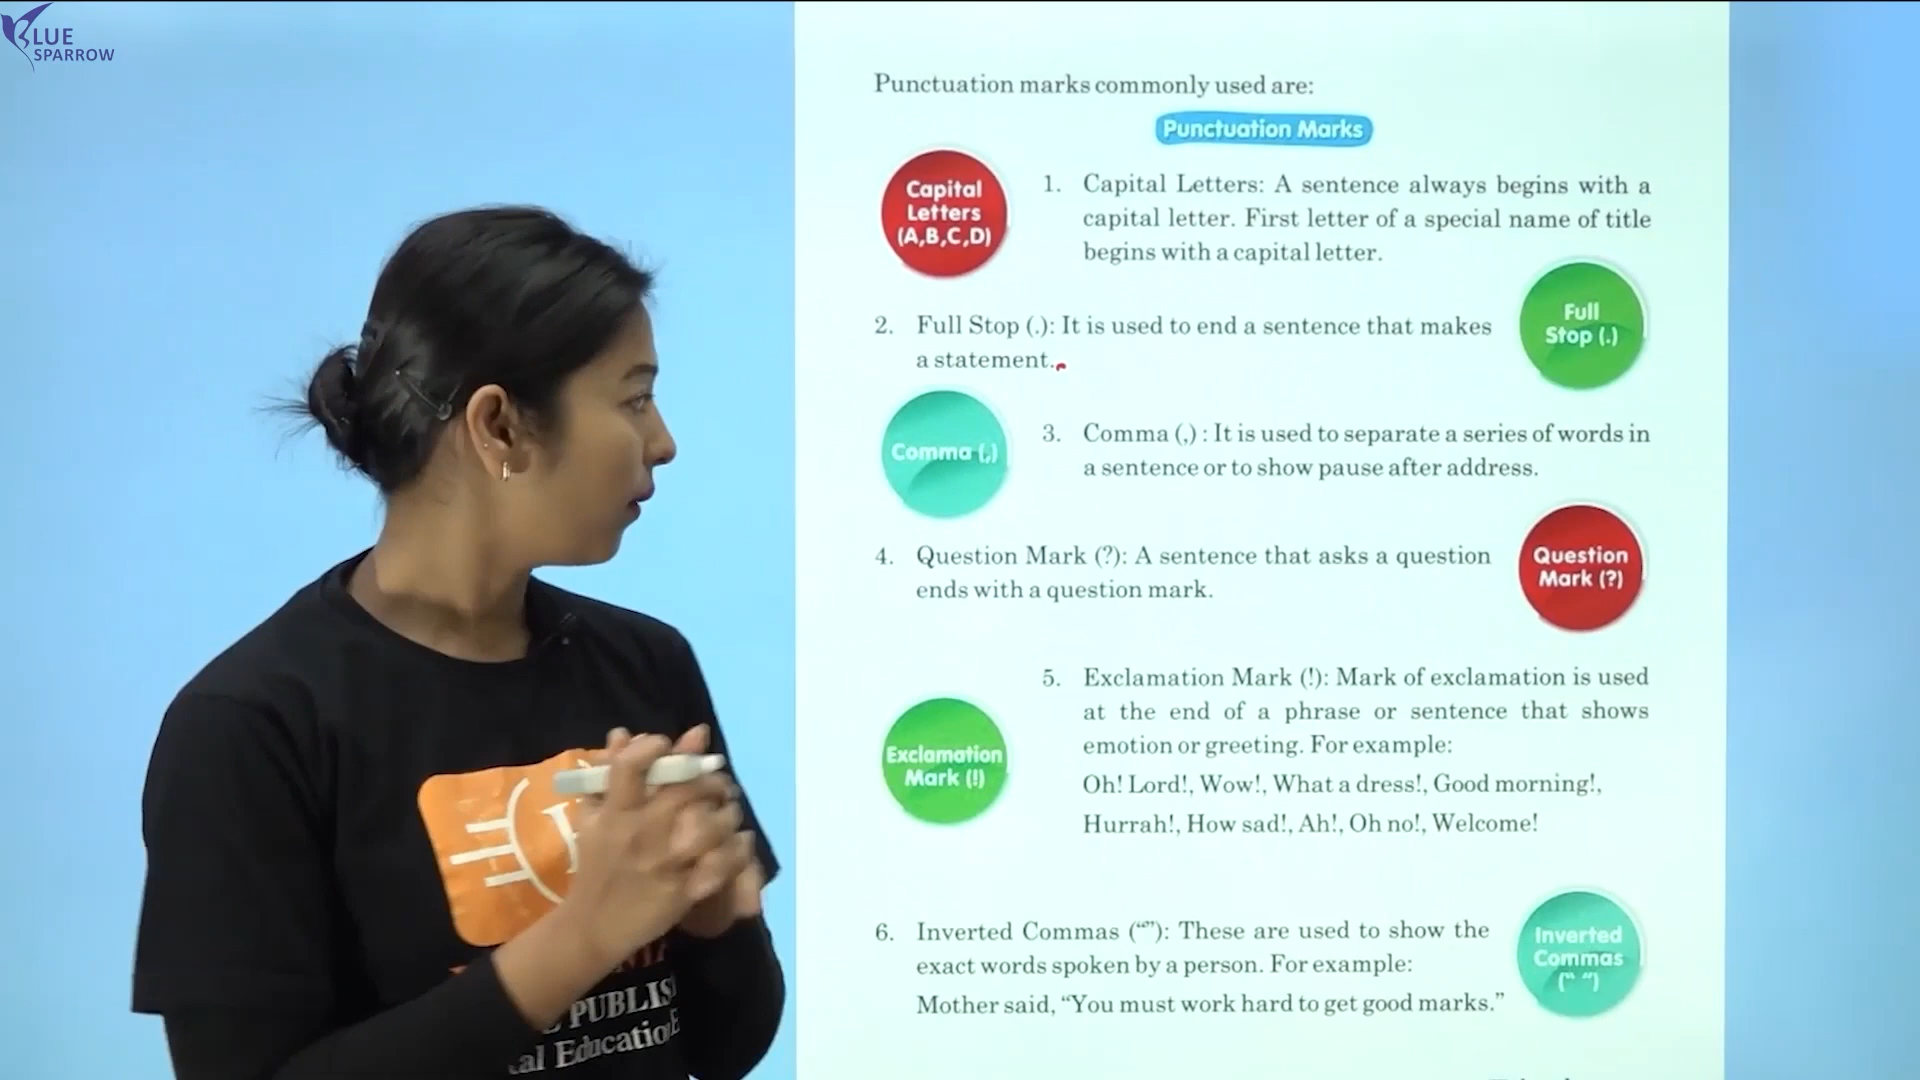 BLUE
SPARROW
Punctuation marks commonly used are:
Punctuation Marks
Capital
Letters
(A,B,C,D)
1. Capital Letters: A sentence always begins with a
capital letter. First letter of a special name of title
begins with a capital letter.
2. Full Stop (.): It is used to end a sentence that makes
a statement.
Full
Stop (.)
Comma (,)
3. Comma (,) : It is used to separate a series of words in
a sentence or to show pause after address.
4. Question Mark (?): A sentence that asks a question
ends with a question mark.
Question
Mark (?)
Exclamation
Mark (!)
5. Exclamation Mark (!): Mark of exclamation is used
at the end of a phrase or sentence that shows
emotion or greeting. For example:
Oh! Lord!, Wow!, What a dress!, Good morning!,
Hurrah!, How sad!, Ah!, Oh no!, Welcome!
6. Inverted Commas (“”): These are used to show the
exact words spoken by a person. For example:
Mother said, “You must work hard to get good marks.”
Inverted
Commas
(“ “)
PUBLIS
al Education